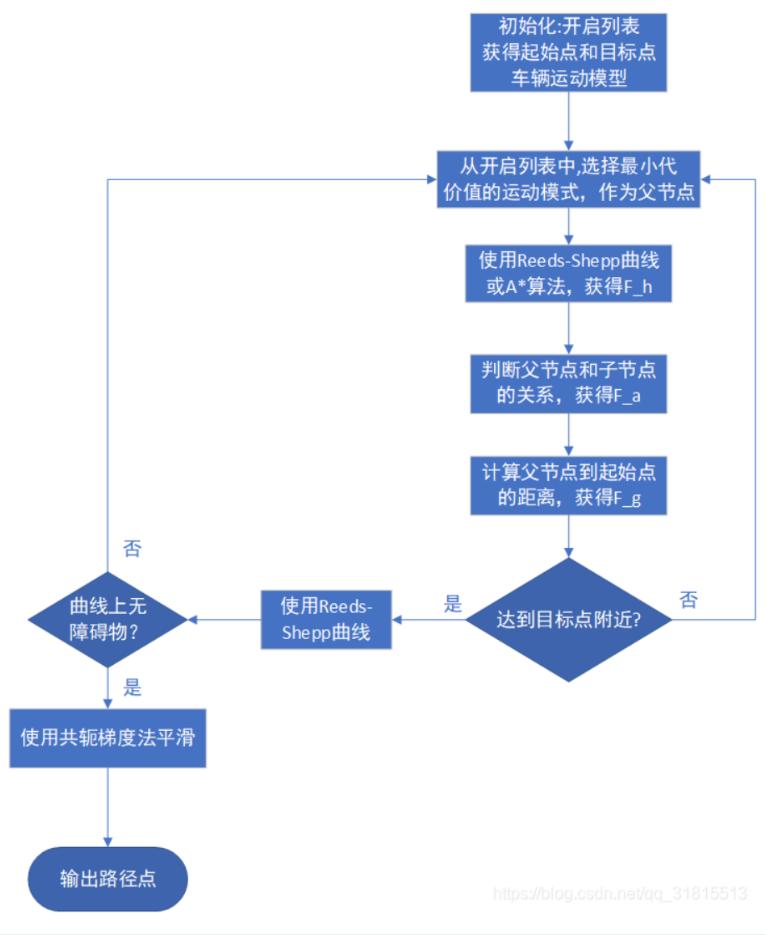 初始化:开启列表
获得起始点和目标点
车辆运动模型
从开启列表中,选择最小代
价值的运动模式，作为父节点
使用Reeds-Shepp曲线
或A*算法，获得F_h
判断父节点和子节点
的关系，获得F_a
计算父节点到起始点
的距离，获得F_g
达到目标点附近?
否
是
使用Reeds-
Shepp曲线
曲线上无
障碍物?
否
是
使用共轭梯度法平滑
输出路径点
https://blog.csdn.net/qq_31815513